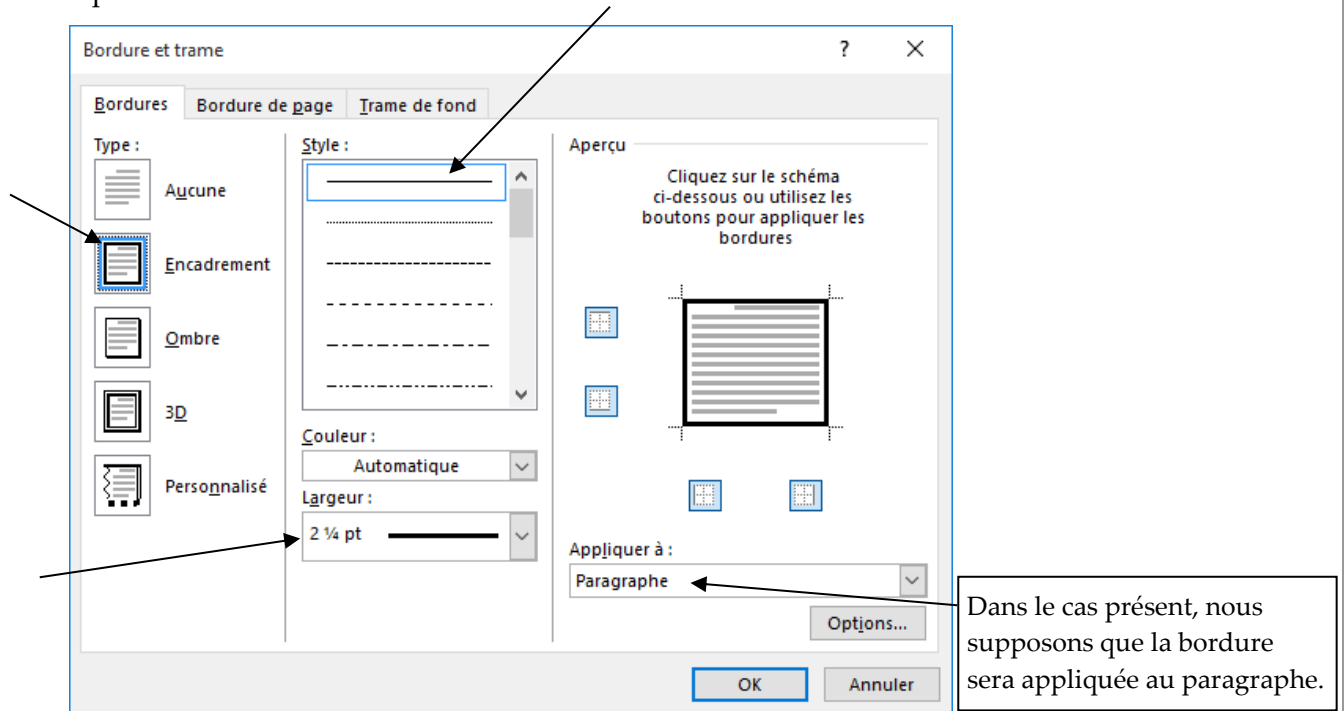 Bordure et trame
?
Bordures
Bordure de page
Trame de fond
Type :
Aucune
Encadrement
Ombre
3D
Personnalisé
Style :
Couleur :
Automatique
Largeur :
2 ¼ pt
Aperçu
Cliquez sur le schéma
ci-dessous ou utilisez les
boutons pour appliquer les
bordures
Appliquer à :
Paragraphe
Options...
OK
Annuler
Dans le cas présent, nous
supposons que la bordure
sera appliquée au paragraphe.